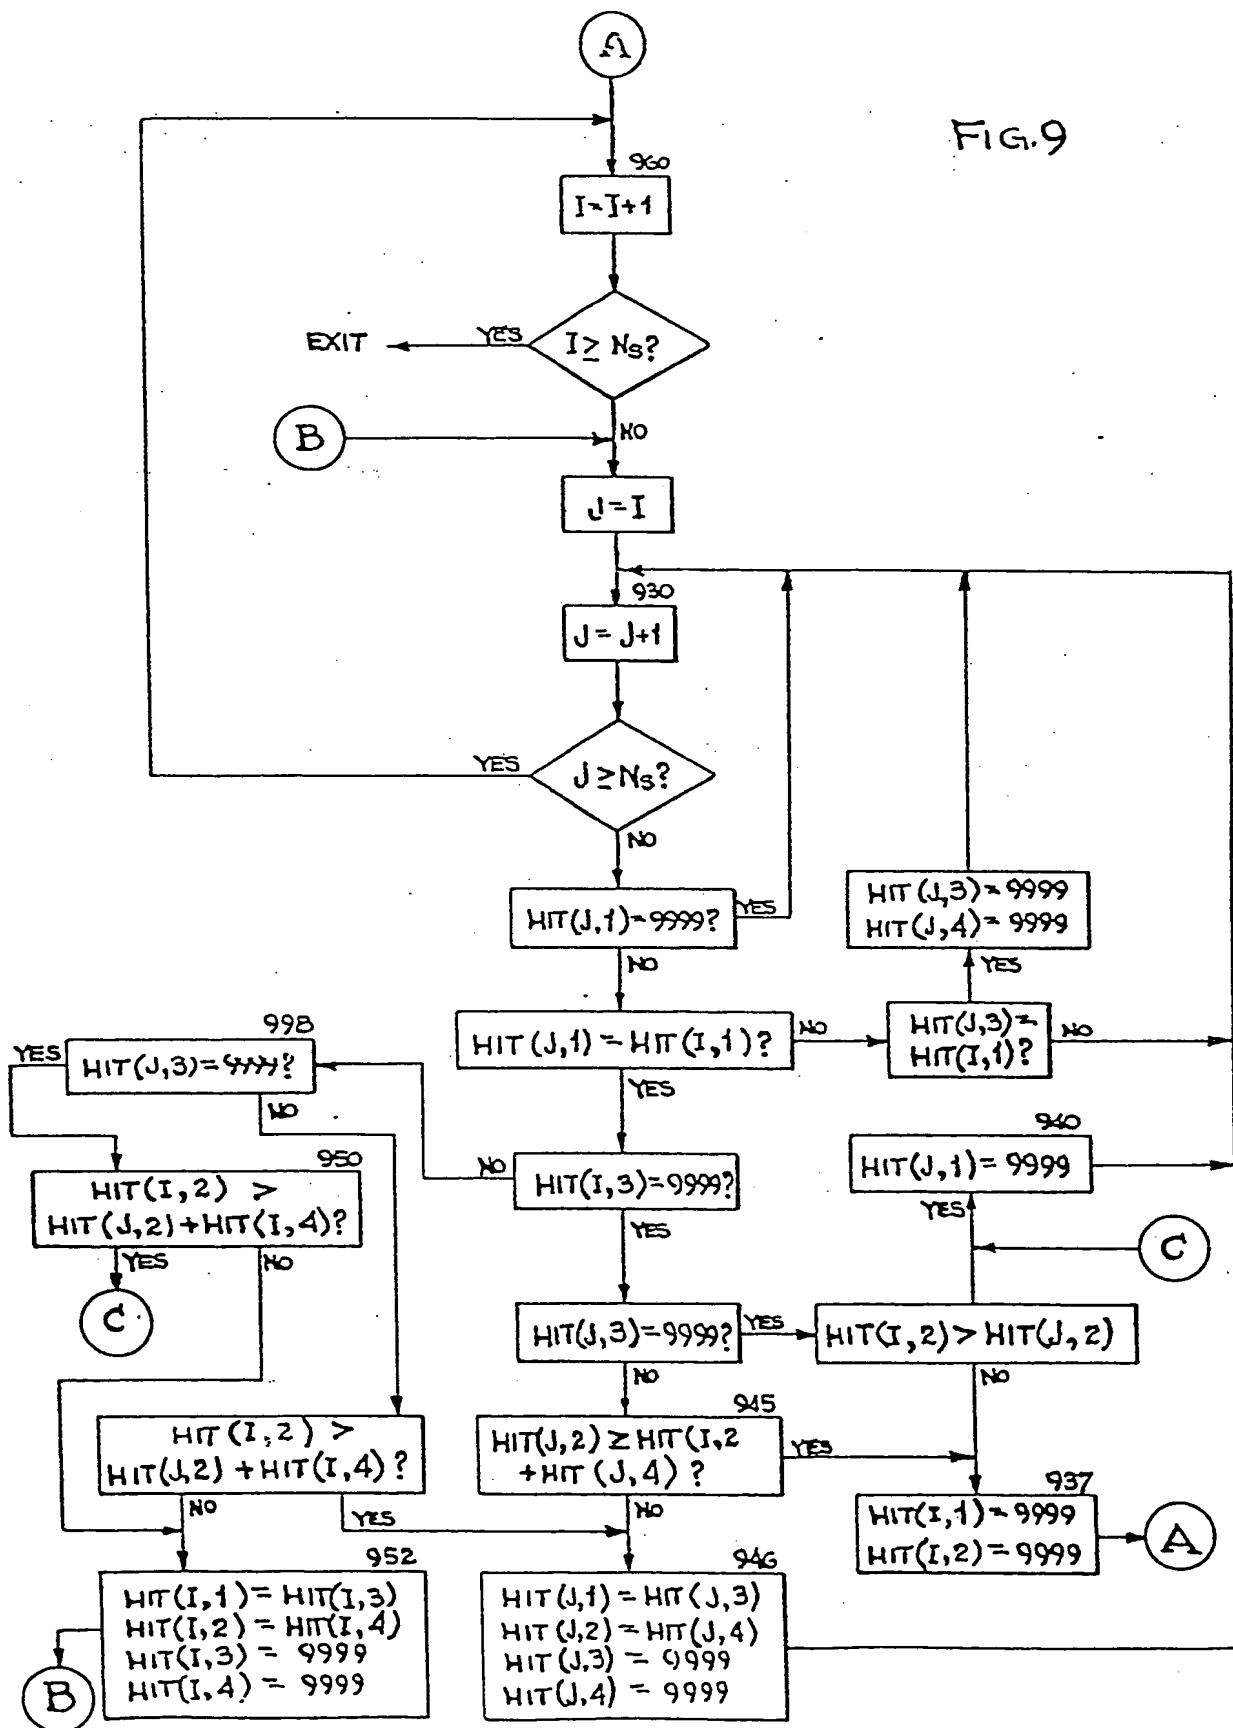 A
FIG.9
960
I=I+1
I≥ Ns?
YES
EXIT
NO
B
J=I
930
J=J+1
J≥Ns?
YES
NO
HIT(J,1)=9999?
YES
NO
HIT(J,3)=9999
HIT(J,4)=9999
YES
HIT(J,1)=HIT(I,1)?
NO
HIT(J,3)=
HIT(I,1)?
NO
YES
998
HIT(J,3)=9999?
YES
NO
940
HIT(J,1)=9999
YES
HIT(I,3)=9999?
NO
YES
950
HIT(I,2) >
HIT(J,2)+HIT(I,4)?
YES
NO
C
C
HIT(J,3)=9999?
YES
NO
HIT(I,2)>HIT(J,2)
NO
HIT(I,2) >
HIT(J,2)+HIT(I,4)?
NO
YES
945
HIT(J,2)≥HIT(I,2
+HIT(J,4)?
YES
NO
937
HIT(I,1)=9999
HIT(I,2)=9999
A
952
HIT(I,1)=HIT(I,3)
HIT(I,2)=HIT(I,4)
HIT(I,3)=9999
HIT(I,4)=9999
B
946
HIT(J,1)=HIT(J,3)
HIT(J,2)=HIT(J,4)
HIT(J,3)=9999
HIT(J,4)=9999